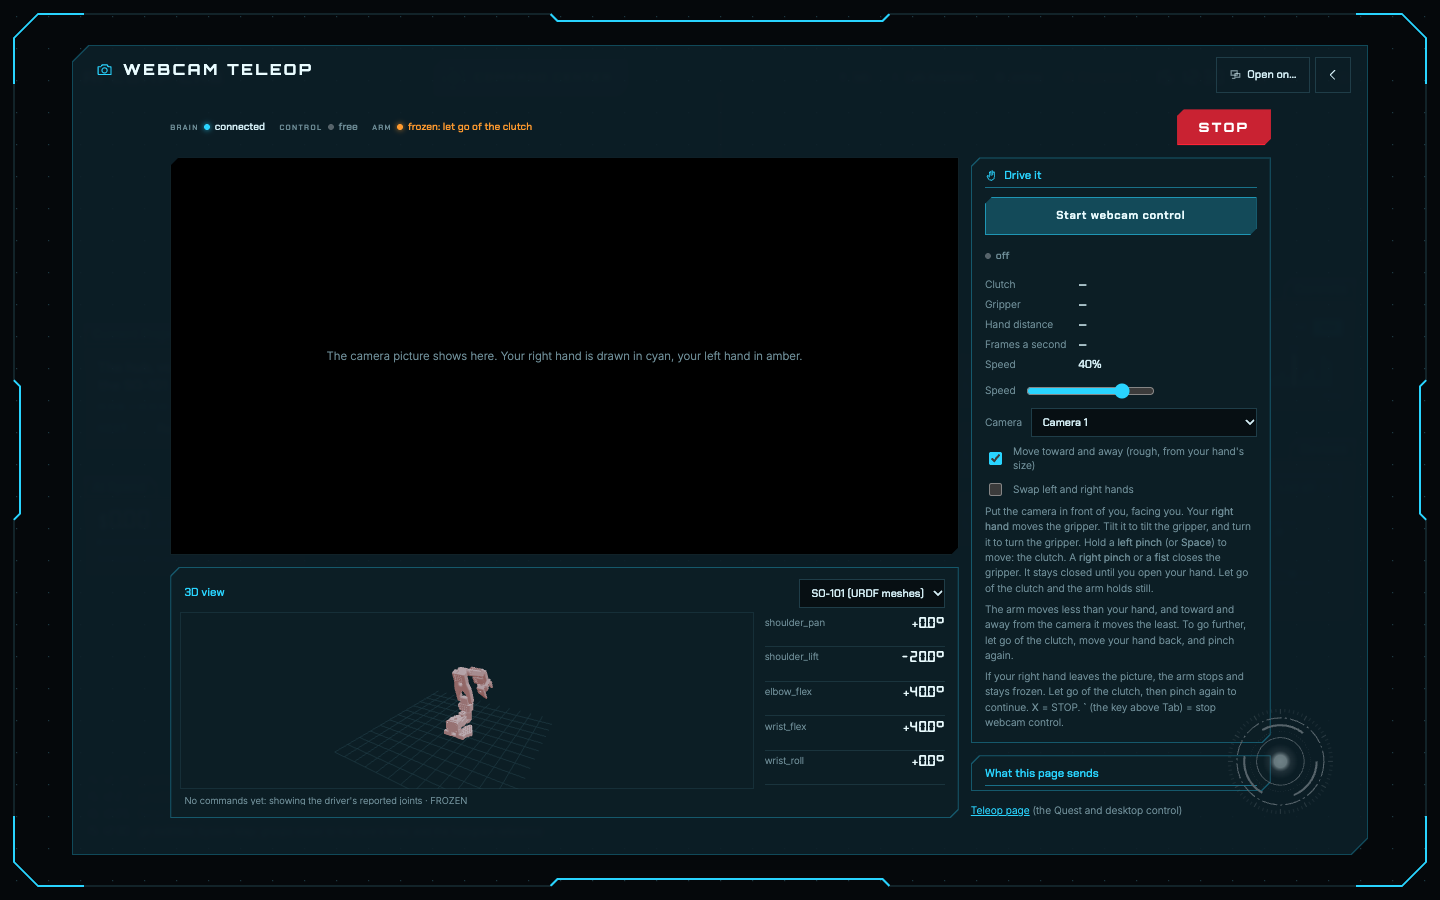 WEBCAM TELEOP
Open on...
BRAIN connected CONTROL free ARM frozen: let go of the clutch
STOP
The camera picture shows here. Your right hand is drawn in cyan, your left hand in amber.
3D view
SO-101 (URDF meshes)
shoulder_pan +0.0°
shoulder_lift -20.0°
elbow_flex +40.0°
wrist_flex +40.0°
wrist_roll +0.0°
No commands yet: showing the driver's reported joints · FROZEN
Drive it
Start webcam control
off
Clutch –
Gripper –
Hand distance –
Frames a second –
Speed 40%
Speed
Camera Camera 1
Move toward and away (rough, from your hand's
size)
Swap left and right hands
Put the camera in front of you, facing you. Your right
hand moves the gripper. Tilt it to tilt the gripper, and turn
it to turn the gripper. Hold a left pinch (or Space) to
move: the clutch. A right pinch or a fist closes the
gripper. It stays closed until you open your hand. Let go
of the clutch and the arm holds still.
The arm moves less than your hand, and toward and
away from the camera it moves the least. To go further,
let go of the clutch, move your hand back, and pinch
again.
If your right hand leaves the picture, the arm stops and
stays frozen. Let go of the clutch, then pinch again to
continue. X = STOP. ` (the key above Tab) = stop
webcam control.
What this page sends
Teleop page (the Quest and desktop control)